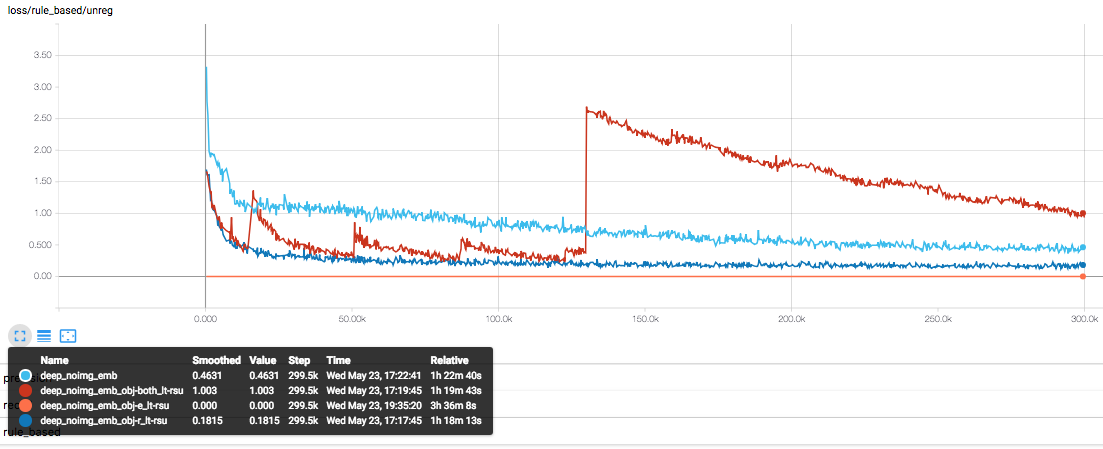 loss/rule_based/unreg
3.50
3.00
2.50
2.00
1.50
1.00
0.500
0.00
0.000 50.00k 100.0k 150.0k 200.0k 250.0k 300.0k
Name Smoothed Value Step Time Relative
deep_noimg_emb 0.4631 0.4631 299.5k Wed May 23, 17:22:41 1h 22m 40s
deep_noimg_emb_obj-both_lt-rsu 1.003 1.003 299.5k Wed May 23, 17:19:45 1h 19m 43s
deep_noimg_emb_obj-e_lt-rsu 0.000 0.000 299.5k Wed May 23, 19:35:20 3h 36m 8s
deep_noimg_emb_obj-r_lt-rsu 0.1815 0.1815 299.5k Wed May 23, 17:17:45 1h 18m 13s
rule_based